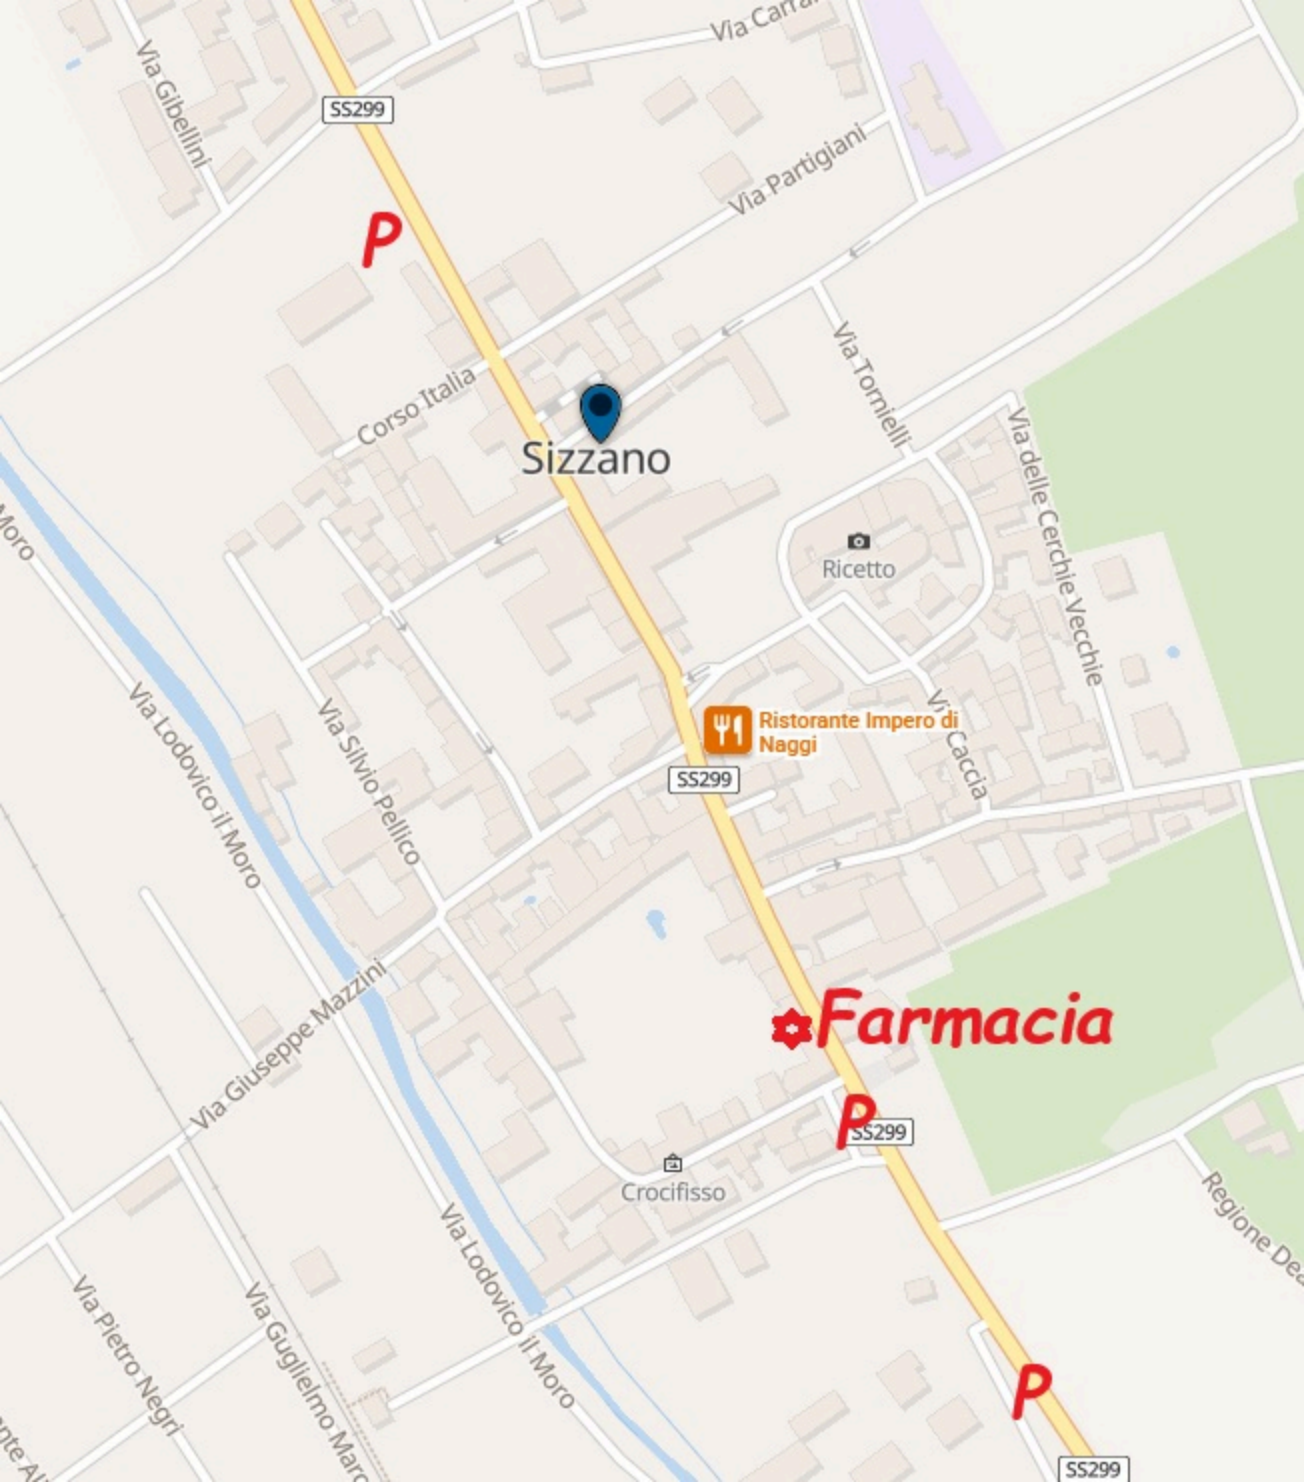 Via Carrar
Via Gibellini
SS299
Via Partigiani
P
Via Tornielli
Corso Italia
Sizzano
Via delle Cerchie Vecchie
Moro
Ricetto
Via Lodovico il Moro
Via Silvio Pellico
Ristorante Impero di
Naggi
Via Caccia
SS299
Via Giuseppe Mazzini
Farmacia
P
SS299
Crocifisso
Regione Dea
Via Lodovico il Moro
Via Pietro Negri
Via Guglielmo Marc
P
SS299